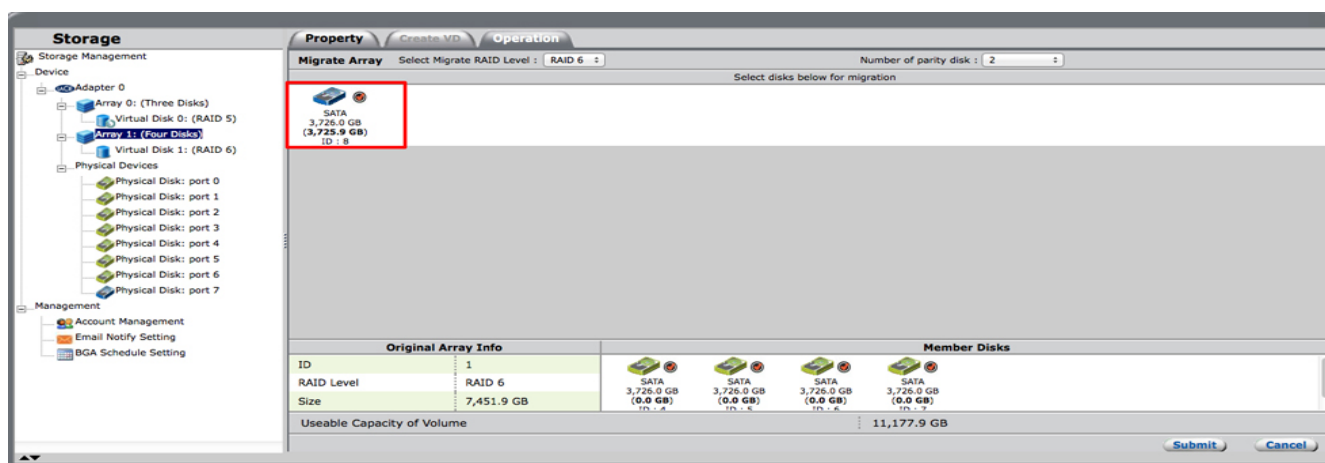 Storage
Storage Management
Device
Adapter 0
Array 0: (Three Disks)
Virtual Disk 0: (RAID 5)
Array 1: (Four Disks)
Virtual Disk 1: (RAID 6)
Physical Devices
Physical Disk: port 0
Physical Disk: port 1
Physical Disk: port 2
Physical Disk: port 3
Physical Disk: port 4
Physical Disk: port 5
Physical Disk: port 6
Physical Disk: port 7
Management
Account Management
Email Notify Setting
BGA Schedule Setting
Property Create VD Operation
Migrate Array Select Migrate RAID Level : RAID 6 Number of parity disk : 2
Select disks below for migration
SATA
3,726.0 GB
(3,725.9 GB)
ID : 8
Original Array Info Member Disks
ID 1
RAID Level RAID 6
Size 7,451.9 GB
SATA SATA SATA SATA
3,726.0 GB 3,726.0 GB 3,726.0 GB 3,726.0 GB
(0.0 GB) (0.0 GB) (0.0 GB) (0.0 GB)
ID : 4 ID : 5 ID : 6 ID : 7
Useable Capacity of Volume 11,177.9 GB
Submit Cancel